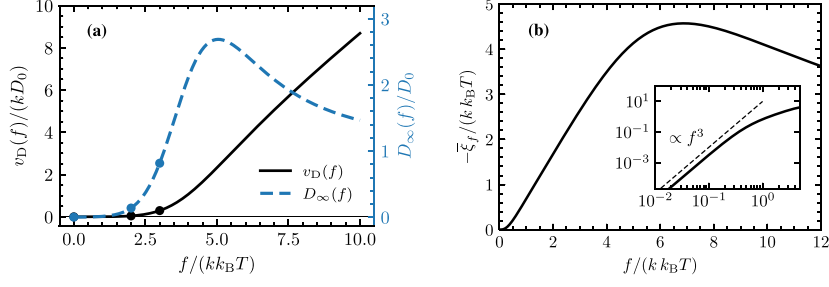 (a)
10
8
6
4
2
0
v_D(f)/(kD_0)
3
2
1
0
D_∞(f)/D_0
v_D(f)
D_∞(f)
0.0 2.5 5.0 7.5 10.0
f/(kk_BT)
(b)
5
4
3
2
1
0
−ξ̅_f/(k k_BT)
10^1
10^−1
10^−3
∝ f^3
10^−2 10^−1 10^0
0 2 4 6 8 10 12
f/(k k_BT)